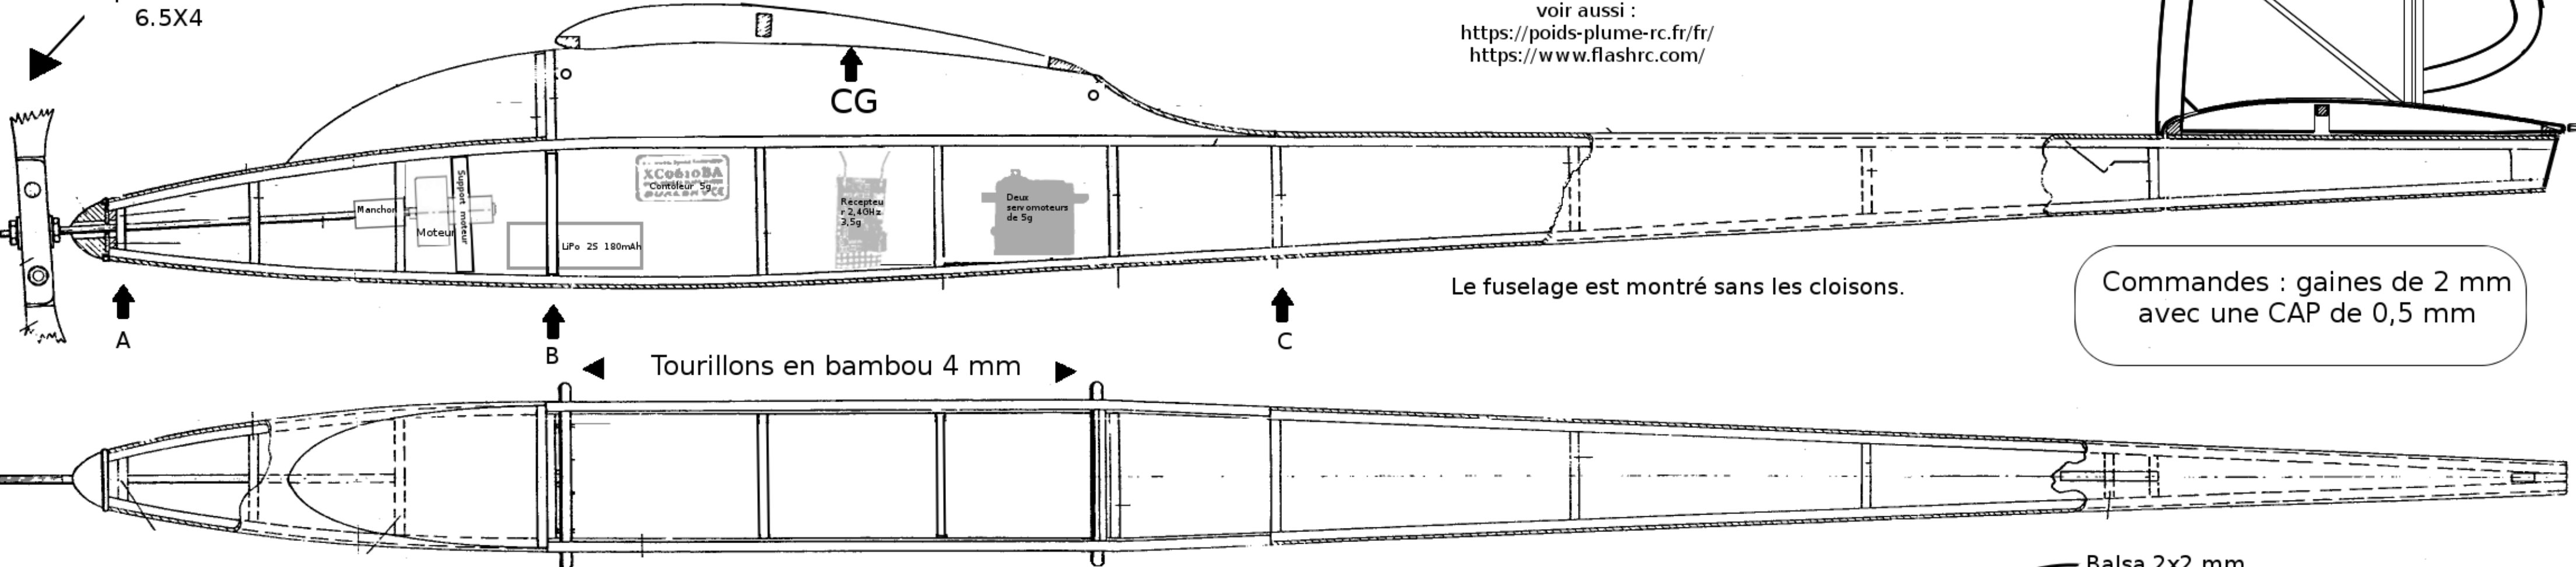 6.5X4
voir aussi :
https://poids-plume-rc.fr/fr/
https://www.flashrc.com/
CG
XC0610BA
Contôleur 5g
Support moteur
Manchon
Moteur
LiPo 2S 180mAh
Recepteu
r 2,4GHz
3,5g
Deux
servomoteurs
de 5g
A
B
C
Le fuselage est montré sans les cloisons.
Commandes : gaines de 2 mm
avec une CAP de 0,5 mm
Tourillons en bambou 4 mm
Balsa 2x2 mm